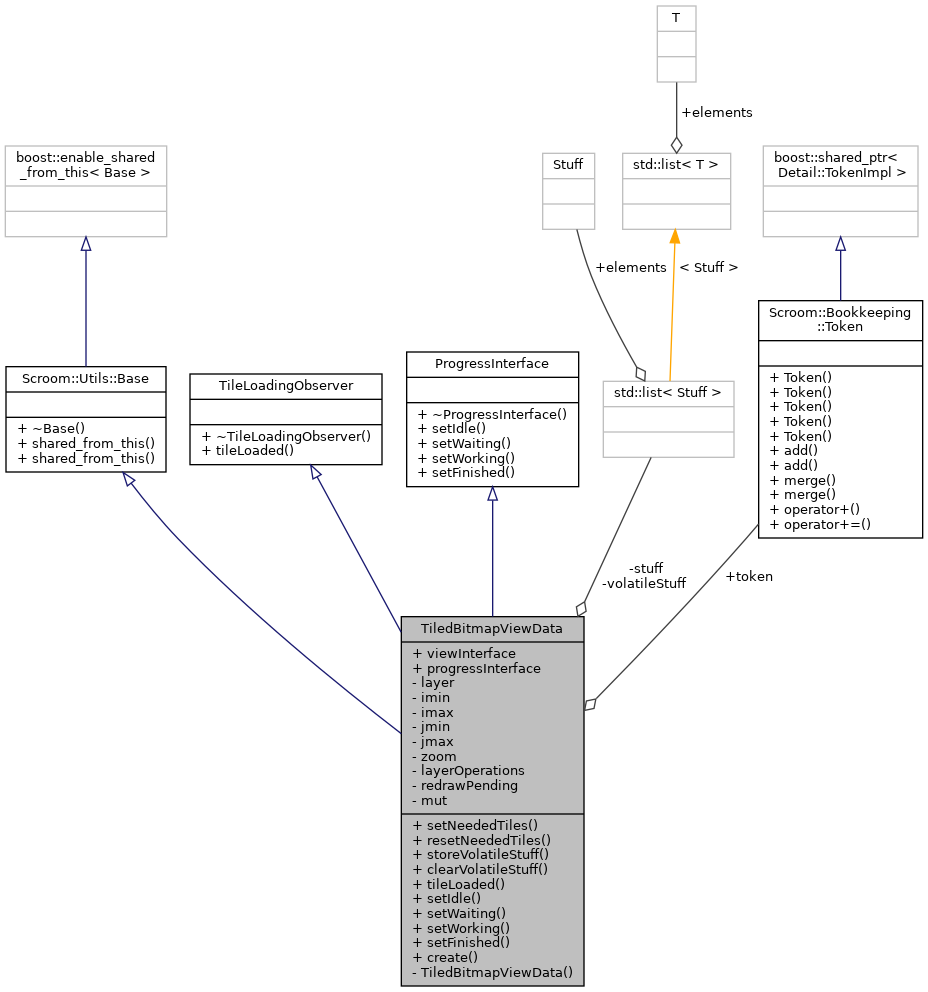 T
+elements
boost::enable_shared
_from_this< Base >
Stuff
std::list< T >
boost::shared_ptr<
Detail::TokenImpl >
+elements
< Stuff >
Scroom::Bookkeeping
::Token
+ Token()
+ Token()
+ Token()
+ Token()
+ Token()
+ add()
+ add()
+ merge()
+ merge()
+ operator+()
+ operator+=()
Scroom::Utils::Base
+ ~Base()
+ shared_from_this()
+ shared_from_this()
TileLoadingObserver
+ ~TileLoadingObserver()
+ tileLoaded()
ProgressInterface
+ ~ProgressInterface()
+ setIdle()
+ setWaiting()
+ setWorking()
+ setFinished()
std::list< Stuff >
-stuff
-volatileStuff
+token
TiledBitmapViewData
+ viewInterface
+ progressInterface
- layer
- imin
- imax
- jmin
- jmax
- zoom
- layerOperations
- redrawPending
- mut
+ setNeededTiles()
+ resetNeededTiles()
+ storeVolatileStuff()
+ clearVolatileStuff()
+ tileLoaded()
+ setIdle()
+ setWaiting()
+ setWorking()
+ setFinished()
+ create()
- TiledBitmapViewData()